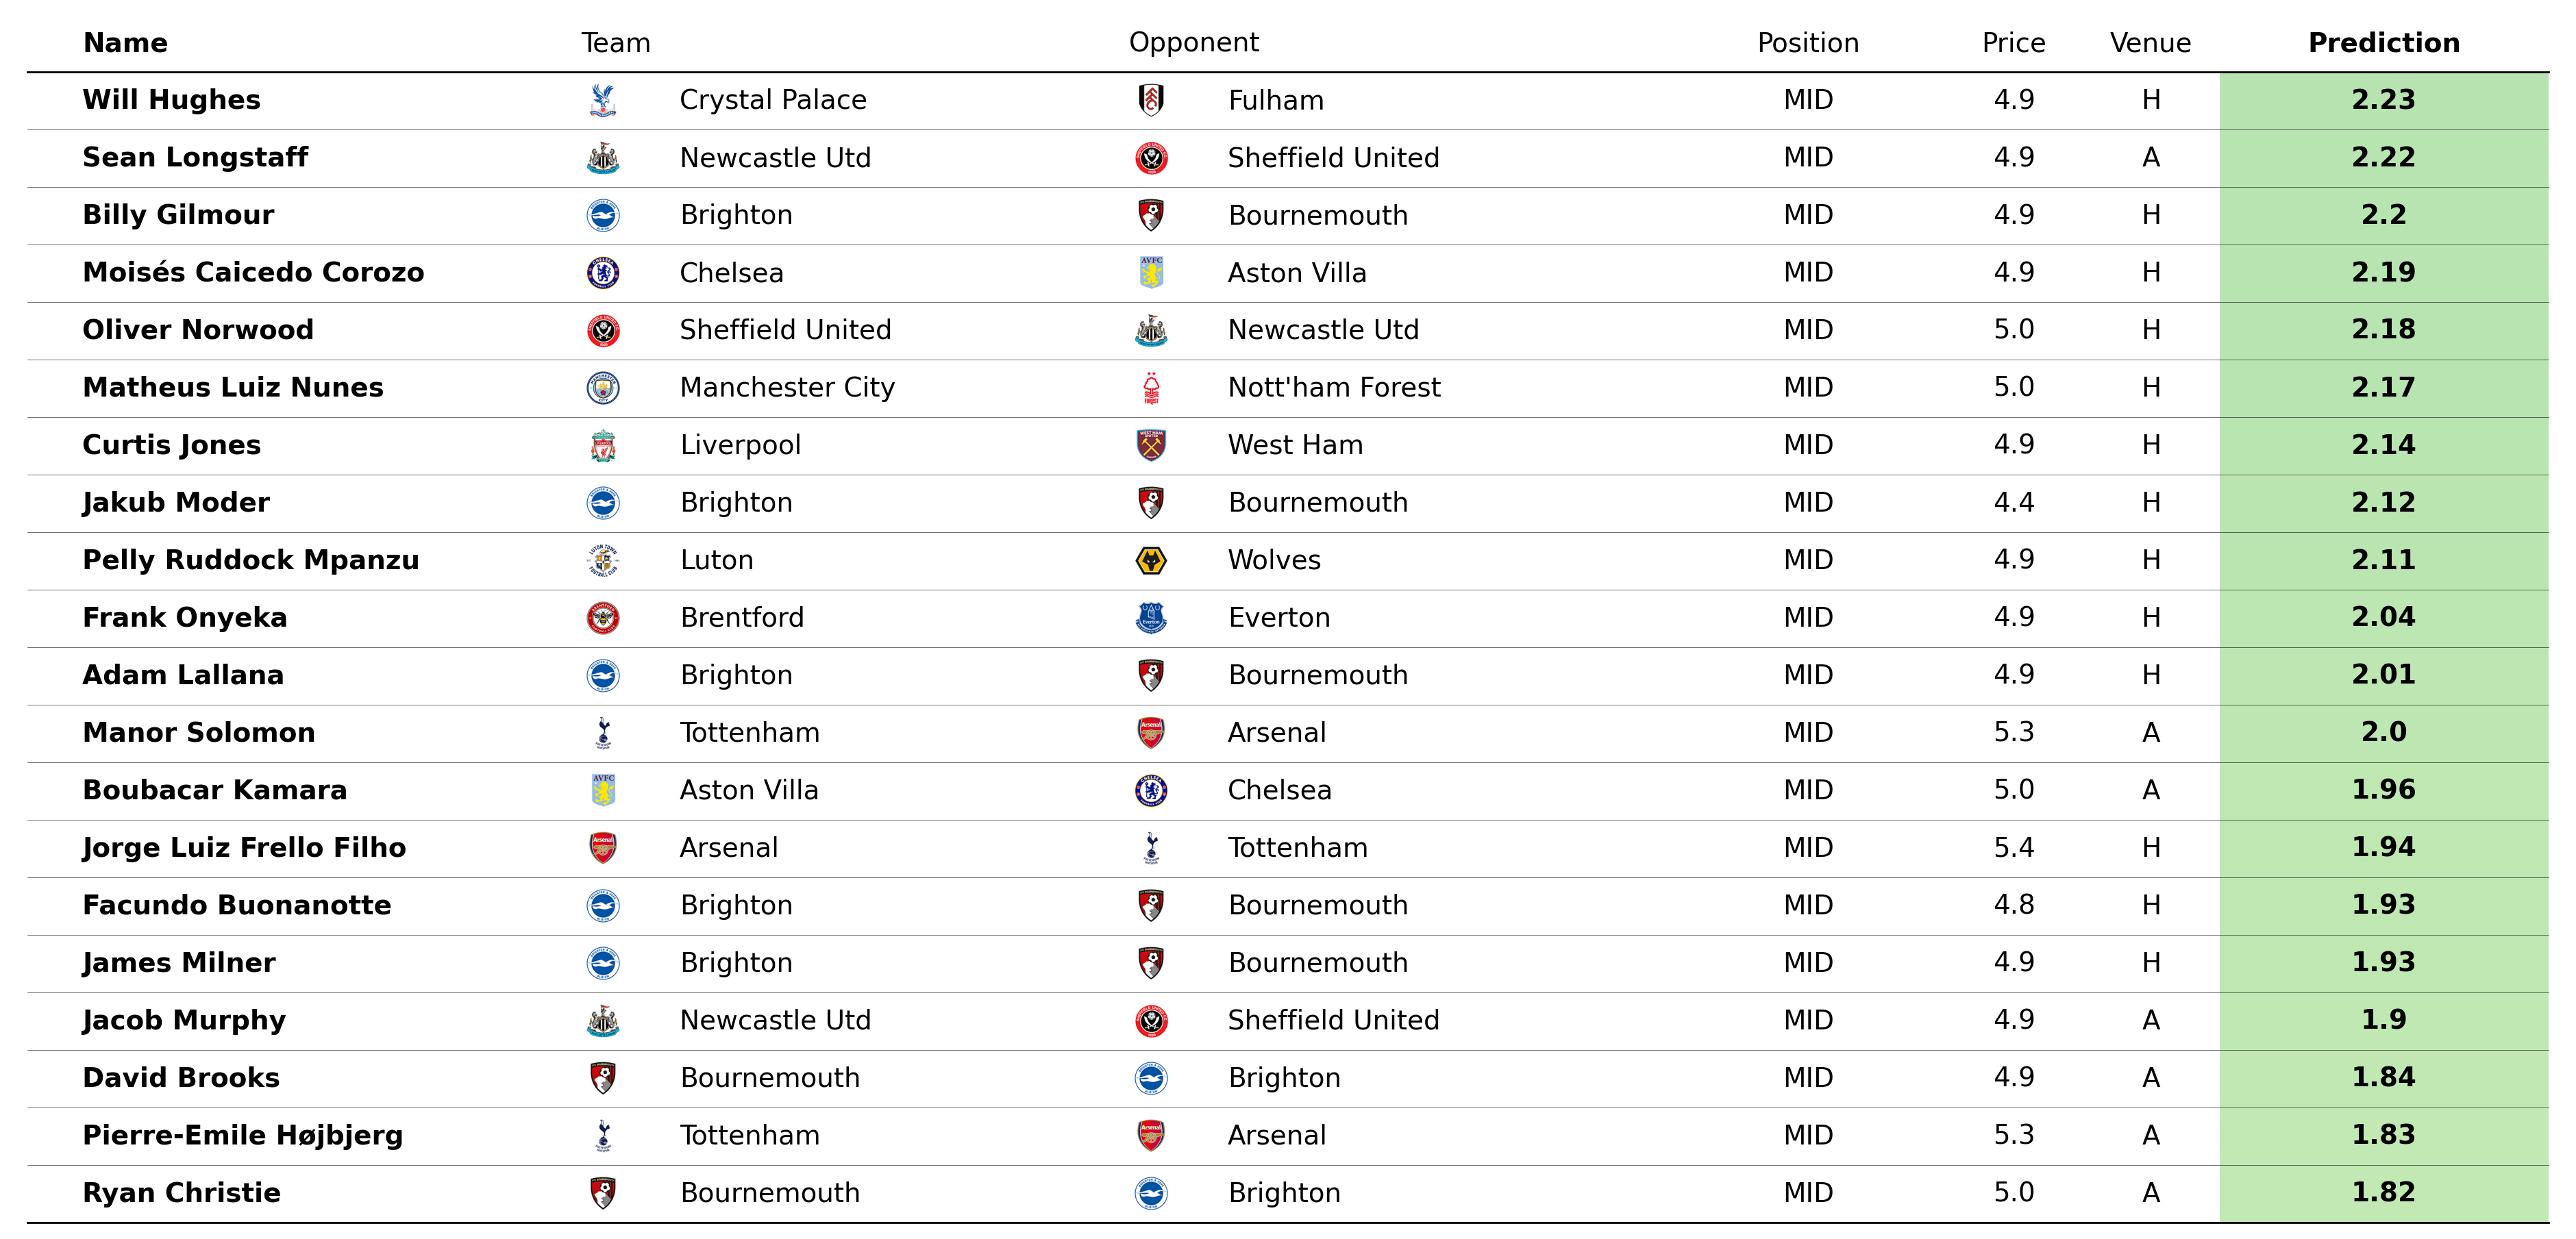 Name Team Opponent Position Price Venue Prediction
Will Hughes Crystal Palace Fulham MID 4.9 H 2.23
Sean Longstaff Newcastle Utd Sheffield United MID 4.9 A 2.22
Billy Gilmour Brighton Bournemouth MID 4.9 H 2.2
Moisés Caicedo Corozo Chelsea Aston Villa MID 4.9 H 2.19
Oliver Norwood Sheffield United Newcastle Utd MID 5.0 H 2.18
Matheus Luiz Nunes Manchester City Nott'ham Forest MID 5.0 H 2.17
Curtis Jones Liverpool West Ham MID 4.9 H 2.14
Jakub Moder Brighton Bournemouth MID 4.4 H 2.12
Pelly Ruddock Mpanzu Luton Wolves MID 4.9 H 2.11
Frank Onyeka Brentford Everton MID 4.9 H 2.04
Adam Lallana Brighton Bournemouth MID 4.9 H 2.01
Manor Solomon Tottenham Arsenal MID 5.3 A 2.0
Boubacar Kamara Aston Villa Chelsea MID 5.0 A 1.96
Jorge Luiz Frello Filho Arsenal Tottenham MID 5.4 H 1.94
Facundo Buonanotte Brighton Bournemouth MID 4.8 H 1.93
James Milner Brighton Bournemouth MID 4.9 H 1.93
Jacob Murphy Newcastle Utd Sheffield United MID 4.9 A 1.9
David Brooks Bournemouth Brighton MID 4.9 A 1.84
Pierre-Emile Højbjerg Tottenham Arsenal MID 5.3 A 1.83
Ryan Christie Bournemouth Brighton MID 5.0 A 1.82